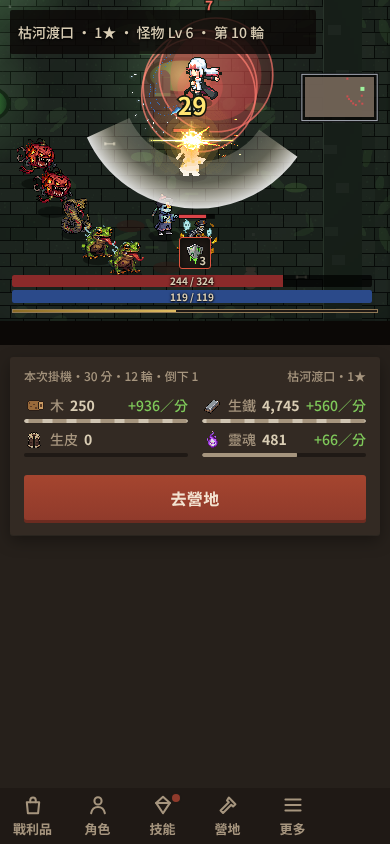 7
枯河渡口 • 1★ • 怪物 Lv 6 • 第 10 輪
29
3
244 / 324
119 / 119
本次掛機・30 分・12 輪・倒下 1
枯河渡口・1★
木 250 +936／分
生鐵 4,745 +560／分
生皮 0
靈魂 481 +66／分
去營地
戰利品
角色
技能
營地
更多